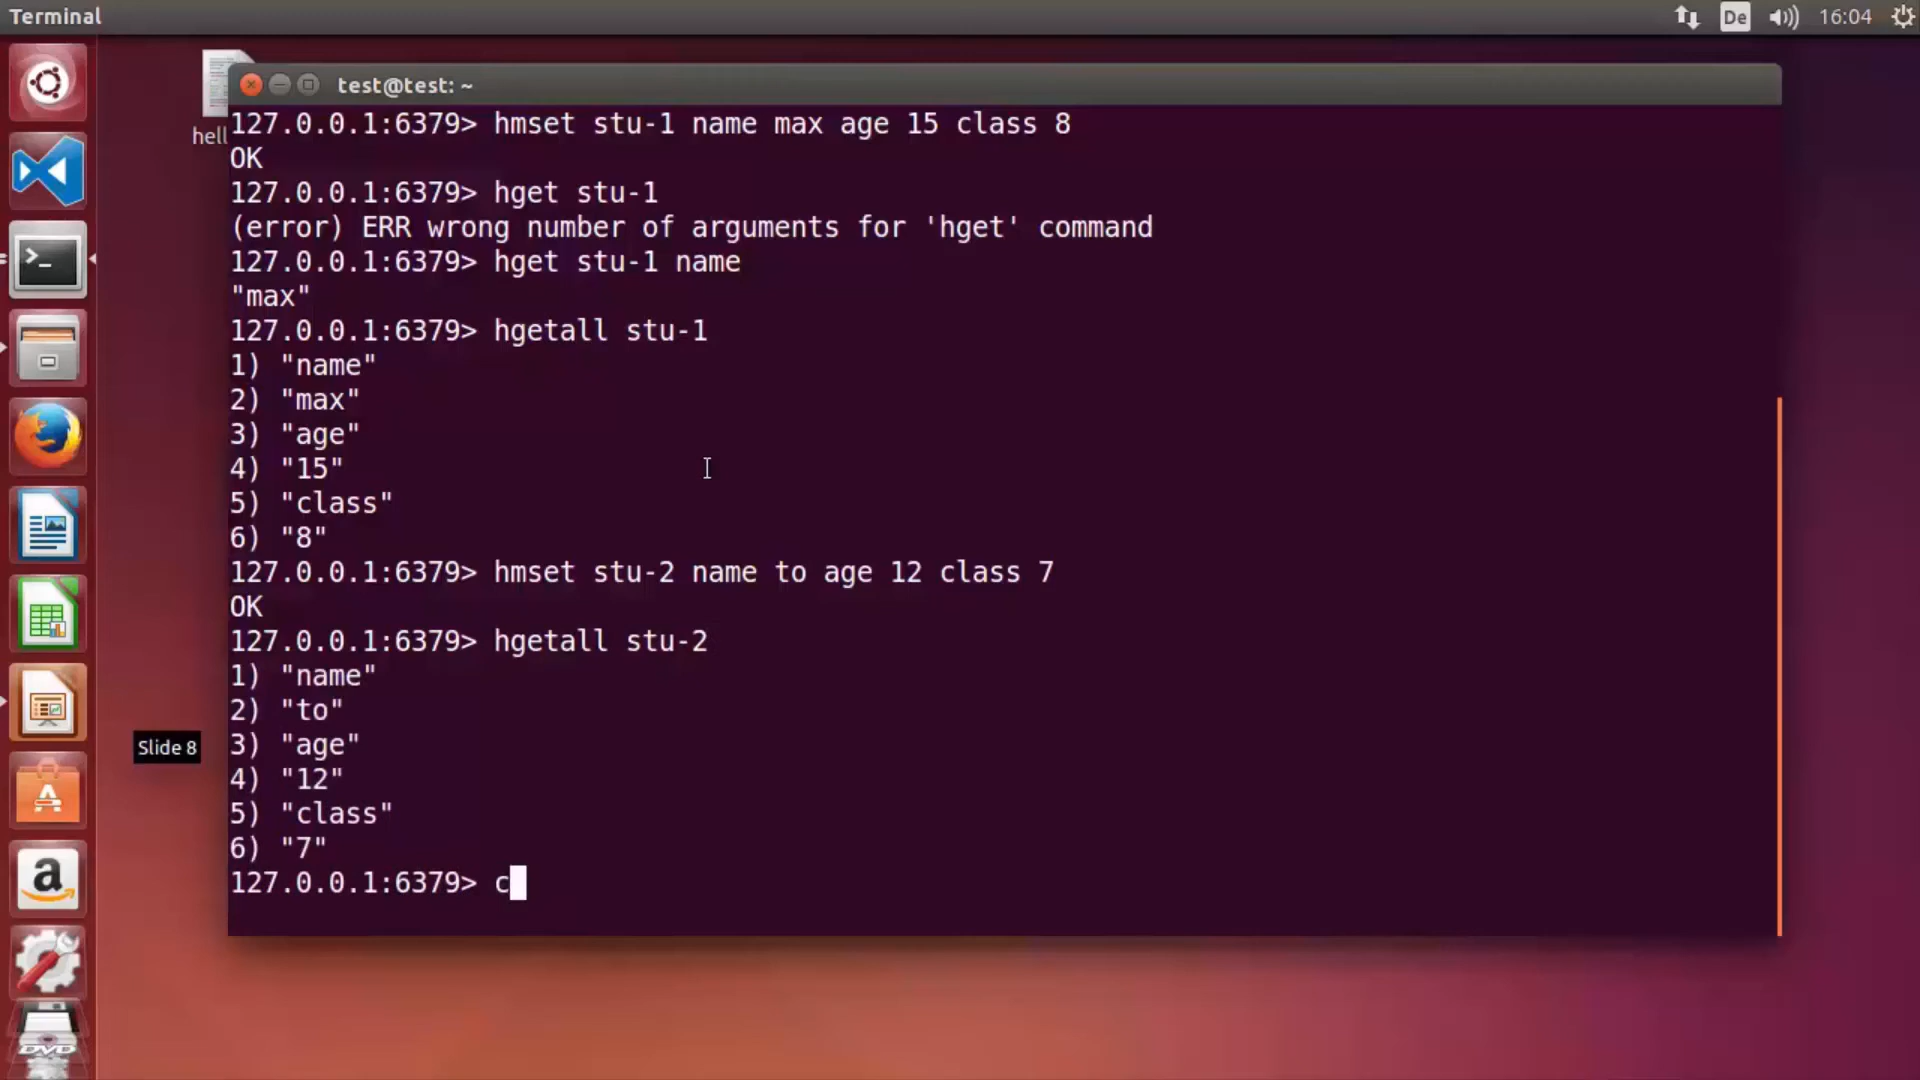 Terminal
De
16:04
test@test: ~
hell
127.0.0.1:6379> hmset stu-1 name max age 15 class 8
OK
127.0.0.1:6379> hget stu-1
(error) ERR wrong number of arguments for 'hget' command
127.0.0.1:6379> hget stu-1 name
"max"
127.0.0.1:6379> hgetall stu-1
1) "name"
2) "max"
3) "age"
4) "15"
5) "class"
6) "8"
127.0.0.1:6379> hmset stu-2 name to age 12 class 7
OK
127.0.0.1:6379> hgetall stu-2
1) "name"
2) "to"
3) "age"
4) "12"
5) "class"
6) "7"
127.0.0.1:6379> c
Slide 8
DVD